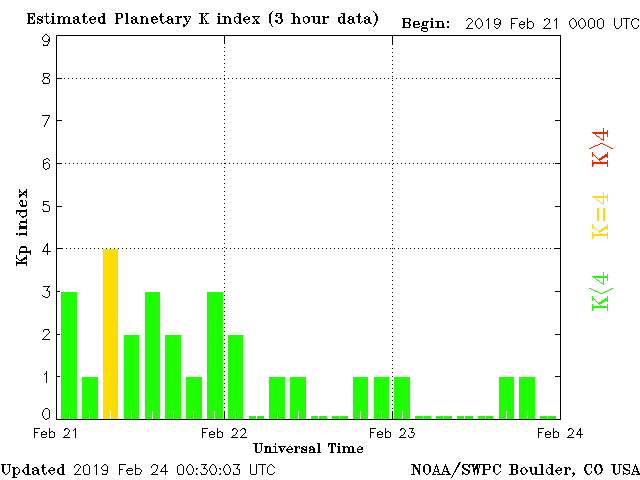 Estimated Planetary K index (3 hour data)
Begin: 2019 Feb 21 0000 UTC
9
8
7
6
5
4
3
2
1
0
Kp index
K>4
K=4
K<4
Feb 21
Feb 22
Feb 23
Feb 24
Universal Time
Updated 2019 Feb 24 00:30:03 UTC
NOAA/SWPC Boulder, CO USA